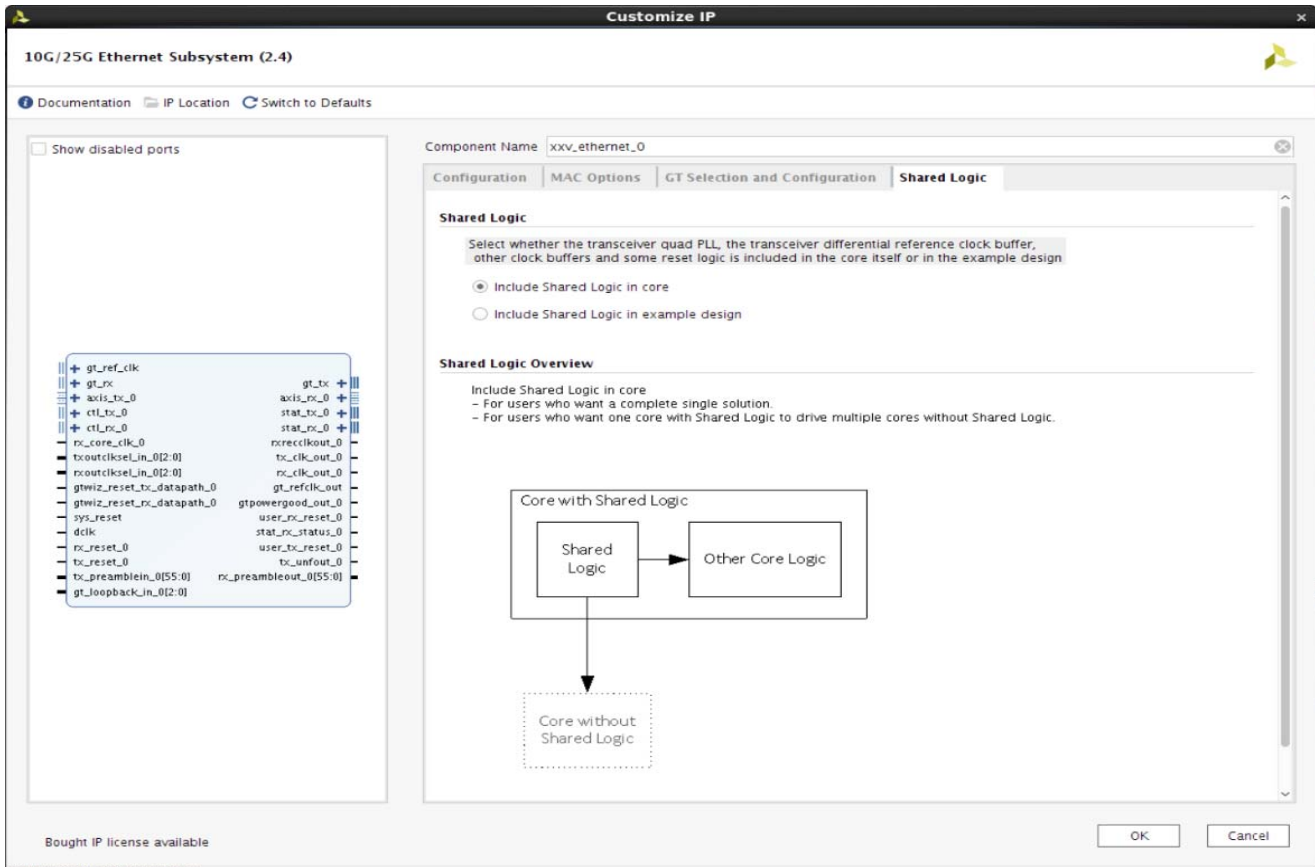 Customize IP
10G/25G Ethernet Subsystem (2.4)
Documentation IP Location Switch to Defaults
Show disabled ports
gt_ref_clk
gt_rx
axis_tx_0
ctl_tx_0
ctl_rx_0
rx_core_clk_0
txoutclksel_in_0[2:0]
rxoutclksel_in_0[2:0]
gtwiz_reset_tx_datapath_0
gtwiz_reset_rx_datapath_0
sys_reset
dclk
rx_reset_0
tx_reset_0
tx_preamblein_0[55:0]
gt_loopback_in_0[2:0]
gt_tx
axis_rx_0
stat_tx_0
stat_rx_0
rxrecclkout_0
tx_clk_out_0
rx_clk_out_0
gt_refclk_out
gtpowergood_out_0
user_rx_reset_0
stat_rx_status_0
user_tx_reset_0
tx_unfout_0
rx_preambleout_0[55:0]
Component Name xxv_ethernet_0
Configuration MAC Options GT Selection and Configuration Shared Logic
Shared Logic
Select whether the transceiver quad PLL, the transceiver differential reference clock buffer,
other clock buffers and some reset logic is included in the core itself or in the example design
Include Shared Logic in core
Include Shared Logic in example design
Shared Logic Overview
Include Shared Logic in core
- For users who want a complete single solution.
- For users who want one core with Shared Logic to drive multiple cores without Shared Logic.
Core with Shared Logic
Shared
Logic
Other Core Logic
Core without
Shared Logic
Bought IP license available
OK Cancel